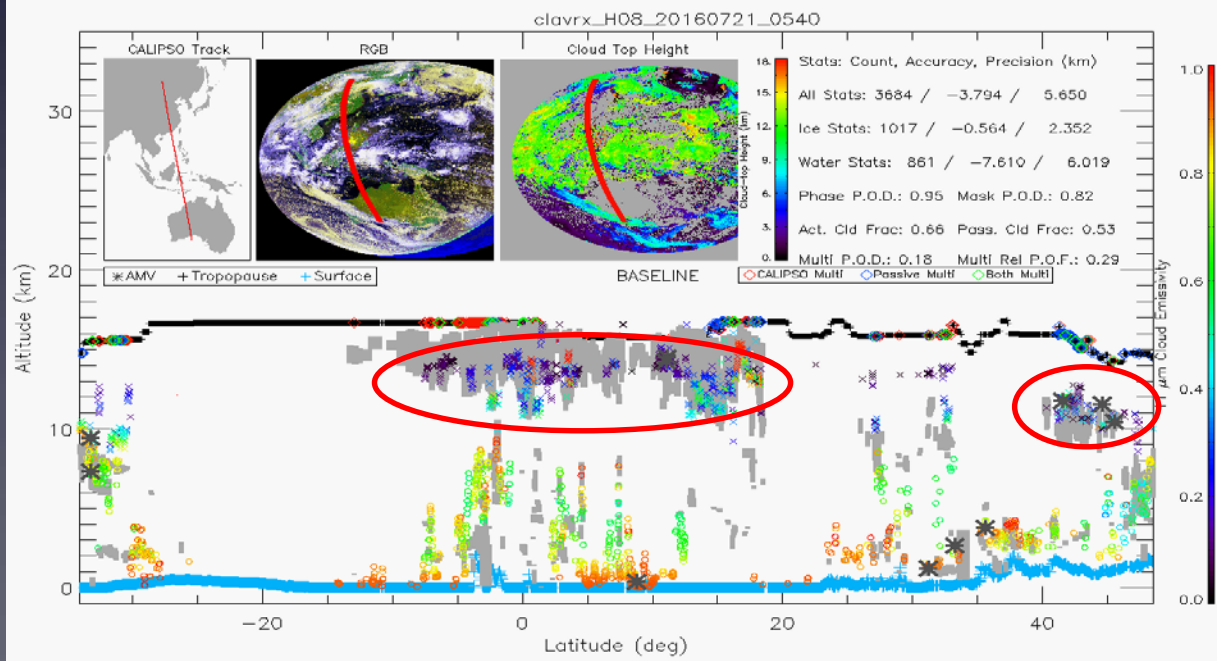 clavrx_H08_20160721_0540
CALIPSO Track
RGB
Cloud Top Height
Stats: Count, Accuracy, Precision (km)
All Stats: 3684 / -3.794 / 5.650
Ice Stats: 1017 / -0.564 / 2.352
Water Stats: 861 / -7.610 / 6.019
Phase P.O.D.: 0.95 Mask P.O.D.: 0.82
Act. Cld Frac: 0.66 Pass. Cld Frac: 0.53
Multi P.O.D.: 0.18 Multi Rel P.O.F.: 0.29
18.
15.
12.
9.
6.
3.
0.
Cloud-top Height (km)
AMV Tropopause Surface
BASELINE
CALIPSO Multi Passive Multi Both Multi
30
20
10
0
Altitude (km)
-20 0 20 40
Latitude (deg)
1.0
0.8
0.6
0.4
0.2
0.0
μm Cloud Emissivity